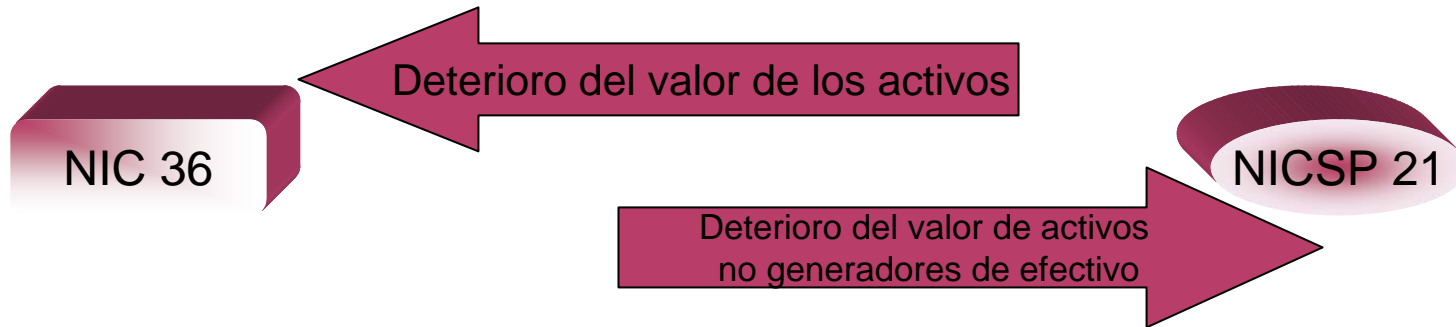 Deterioro del valor de los activos
NIC 36
NICSP 21
Deterioro del valor de activos
no generadores de efectivo